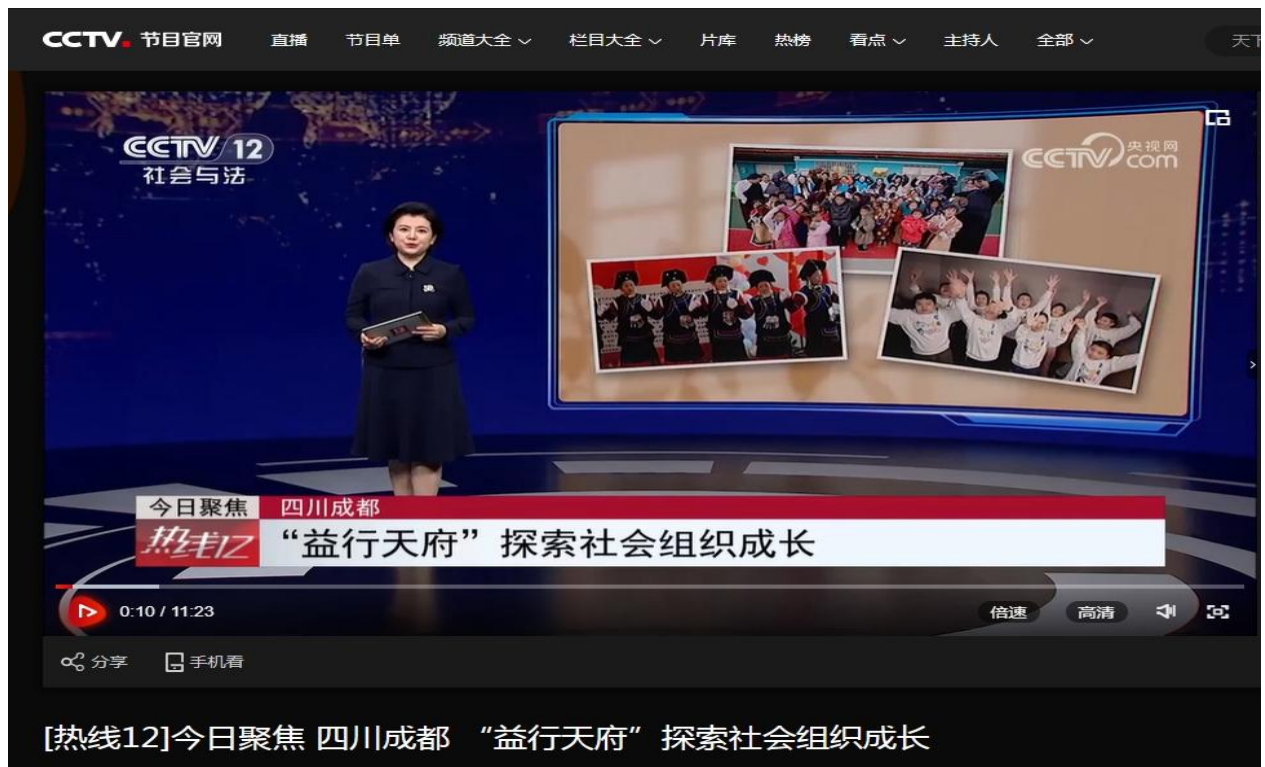 CCTV. 节目官网 直播 节目单 频道大全 栏目大全 片库 热榜 看点 主持人 全部 天下
CCTV 12
社会与法
CCTV com 央视网
今日聚焦 四川成都
热线12 “益行天府”探索社会组织成长
0:10 / 11:23 倍速 高清
分享 手机看
[热线12]今日聚焦 四川成都 “益行天府”探索社会组织成长